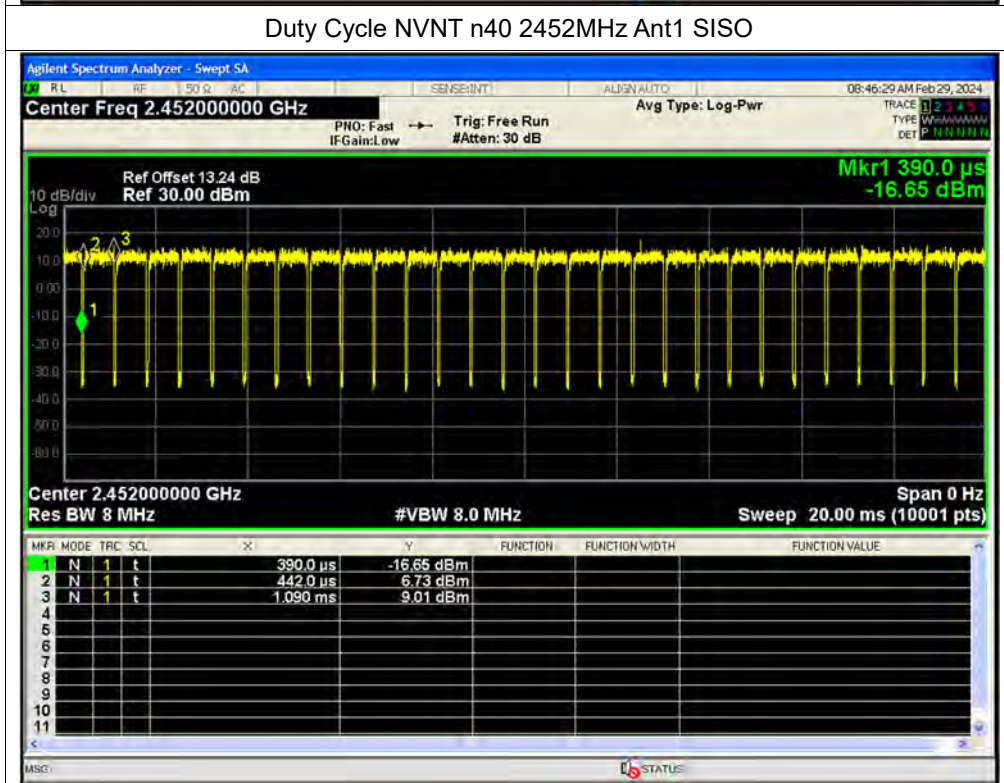 Duty Cycle NVNT n40 2452MHz Ant1 SISO
Agilent Spectrum Analyzer - Swept SA
RL RF 50 Ω AC SENSE:INT ALIGN AUTO 08:46:29 AM Feb 29, 2024
Center Freq 2.452000000 GHz Avg Type: Log-Pwr TRACE 1 2 3 4 5 6
PNO: Fast Trig: Free Run TYPE
IFGain:Low #Atten: 30 dB DET P N N N N N
Mkr1 390.0 µs
Ref Offset 13.24 dB
10 dB/div Ref 30.00 dBm -16.65 dBm
Log
20.0
10.0
0.00
-10.0
-20.0
-30.0
-40.0
1
2
3
Center 2.452000000 GHz Span 0 Hz
Res BW 8 MHz #VBW 8.0 MHz Sweep 20.00 ms (10001 pts)
MKR MODE TRC SCL X Y FUNCTION FUNCTION WIDTH FUNCTION VALUE
1 N 1 t 390.0 µs -16.65 dBm
2 N 1 t 442.0 µs 6.73 dBm
3 N 1 t 1.090 ms 9.01 dBm
4
5
6
7
8
9
10
11
MSG STATUS